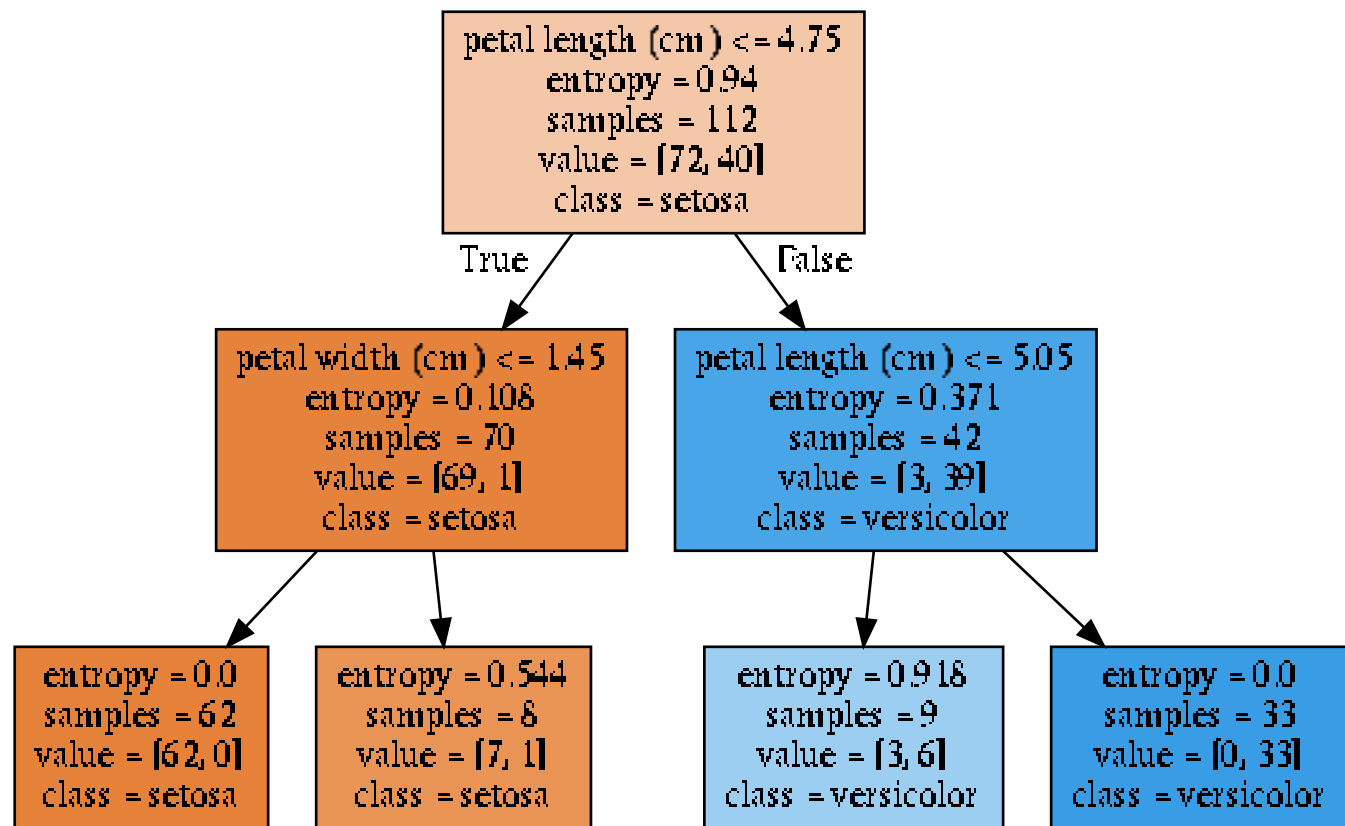 petal length (cm) <= 4.75
entropy = 0.94
samples = 112
value = [72, 40]
class = setosa
True
False
petal width (cm) <= 1.45
entropy = 0.108
samples = 70
value = [69, 1]
class = setosa
petal length (cm) <= 5.05
entropy = 0.371
samples = 42
value = [3, 39]
class = versicolor
entropy = 0.0
samples = 62
value = [62, 0]
class = setosa
entropy = 0.544
samples = 8
value = [7, 1]
class = setosa
entropy = 0.918
samples = 9
value = [3, 6]
class = versicolor
entropy = 0.0
samples = 33
value = [0, 33]
class = versicolor